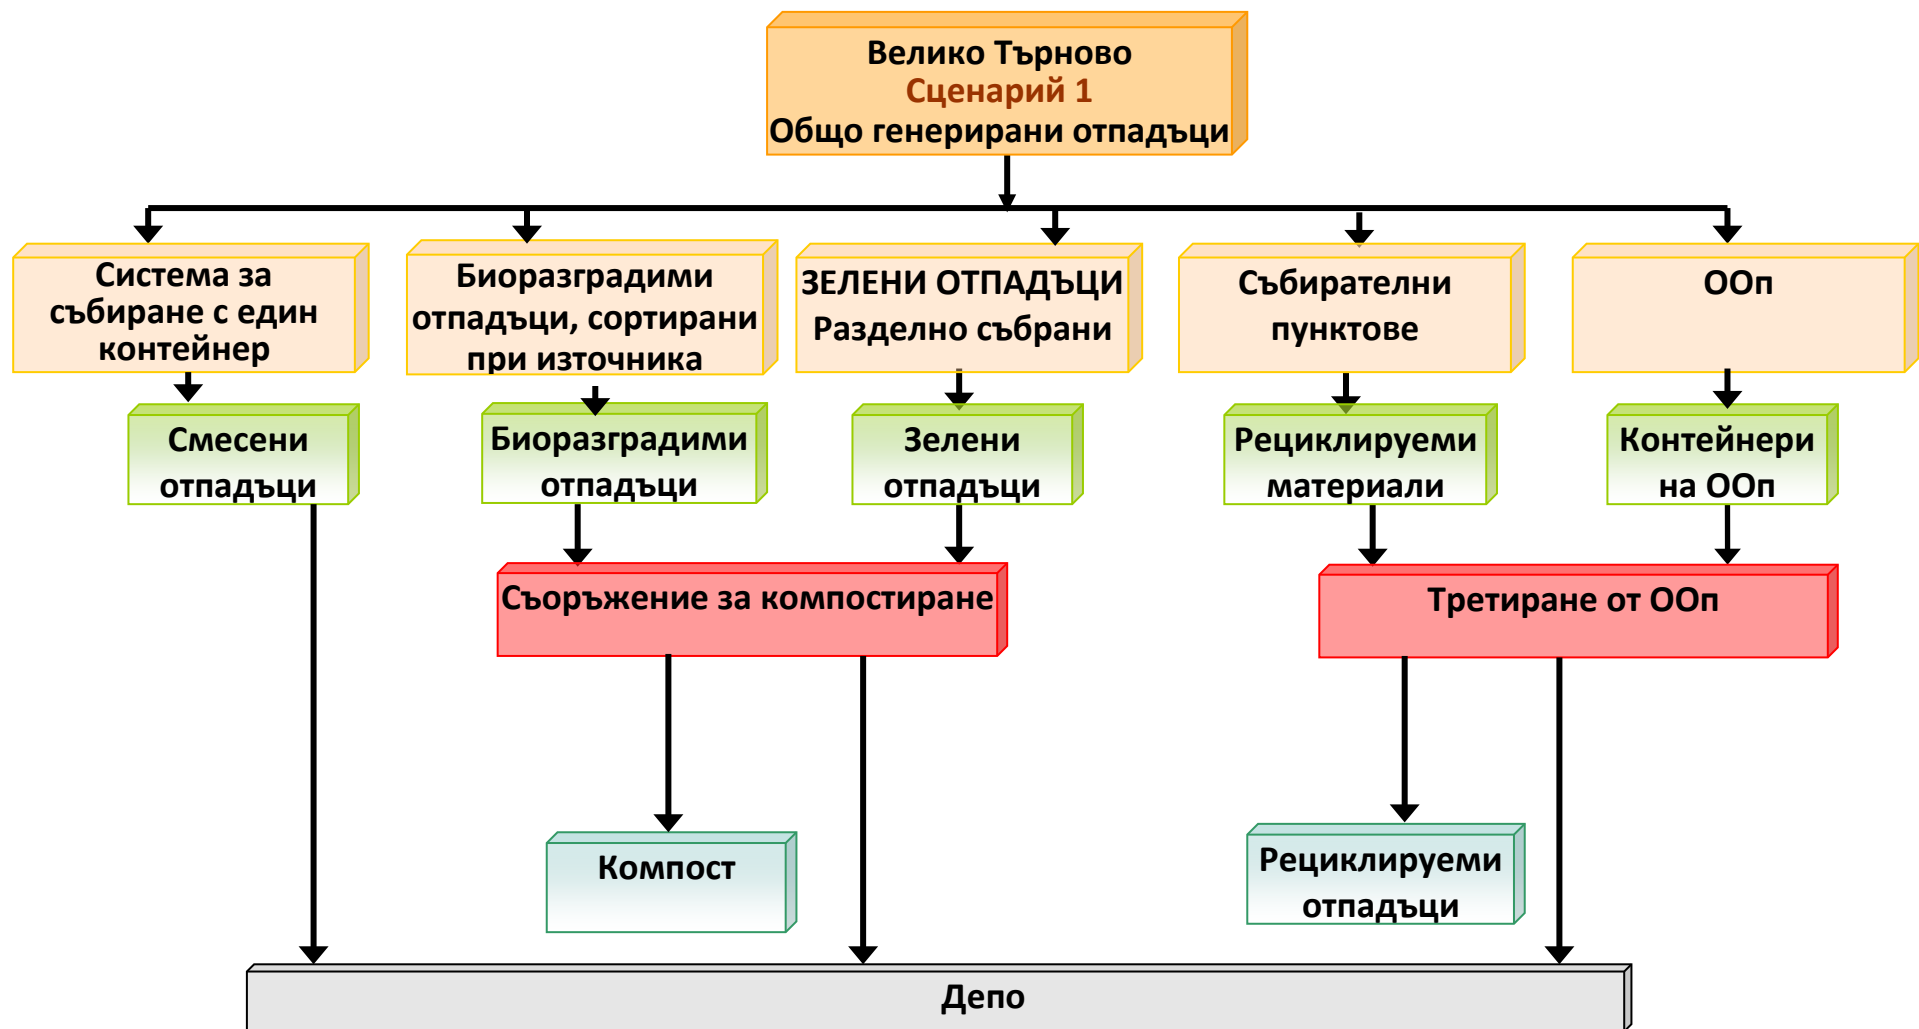 Велико Търново
Сценарий 1
Общо генерирани отпадъци
Система за
събиране с един
контейнер
Биоразградими
отпадъци, сортирани
при източника
ЗЕЛЕНИ ОТПАДЪЦИ
Разделно събрани
Събирателни
пунктове
ООп
Смесени
отпадъци
Биоразградими
отпадъци
Зелени
отпадъци
Рециклируеми
материали
Контейнери
на ООп
Съоръжение за компостиране
Третиране от ООп
Компост
Рециклируеми
отпадъци
Депо